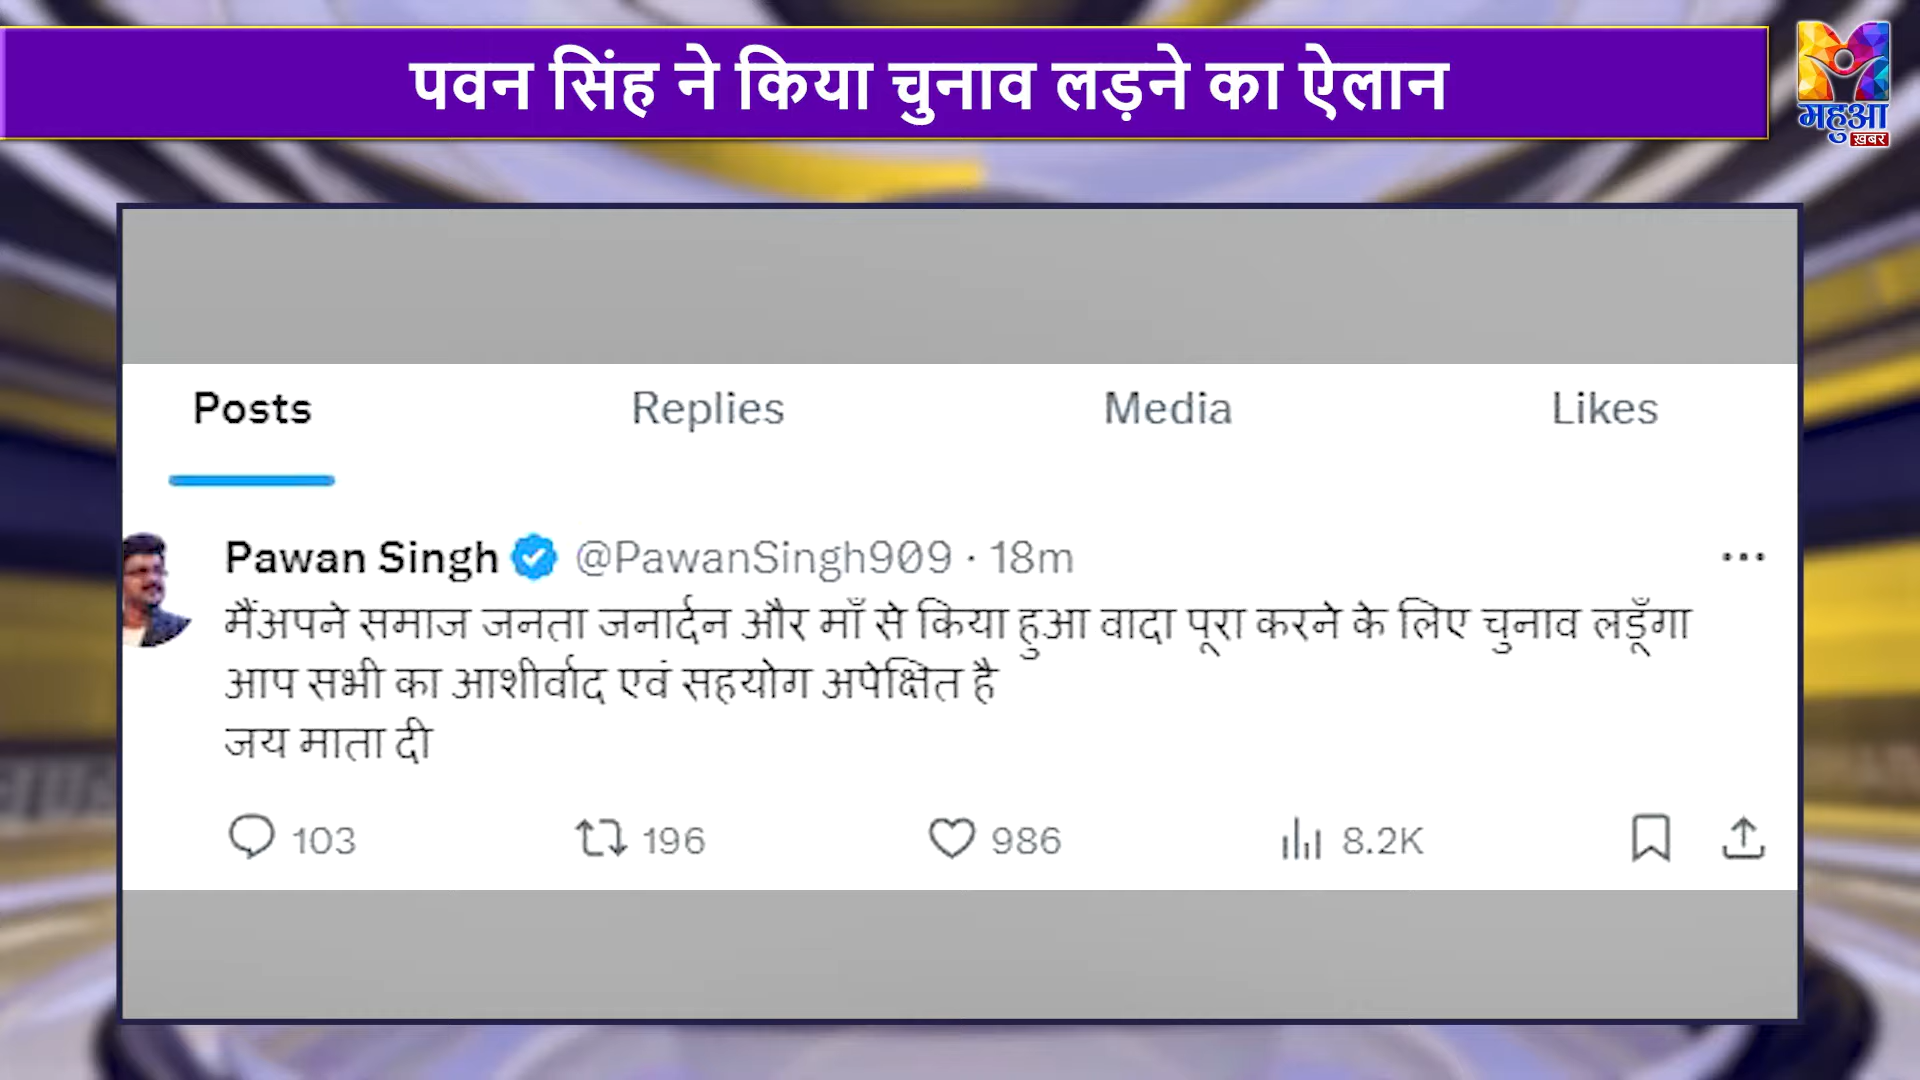 पवन सिंह ने किया चुनाव लड़ने का ऐलान
महुआ
ख़बर
Posts Replies Media Likes
Pawan Singh @PawanSingh909 · 18m
मैंअपने समाज जनता जनार्दन और माँ से किया हुआ वादा पूरा करने के लिए चुनाव लड़ूँगा
आप सभी का आशीर्वाद एवं सहयोग अपेक्षित है
जय माता दी
103 196 986 8.2K